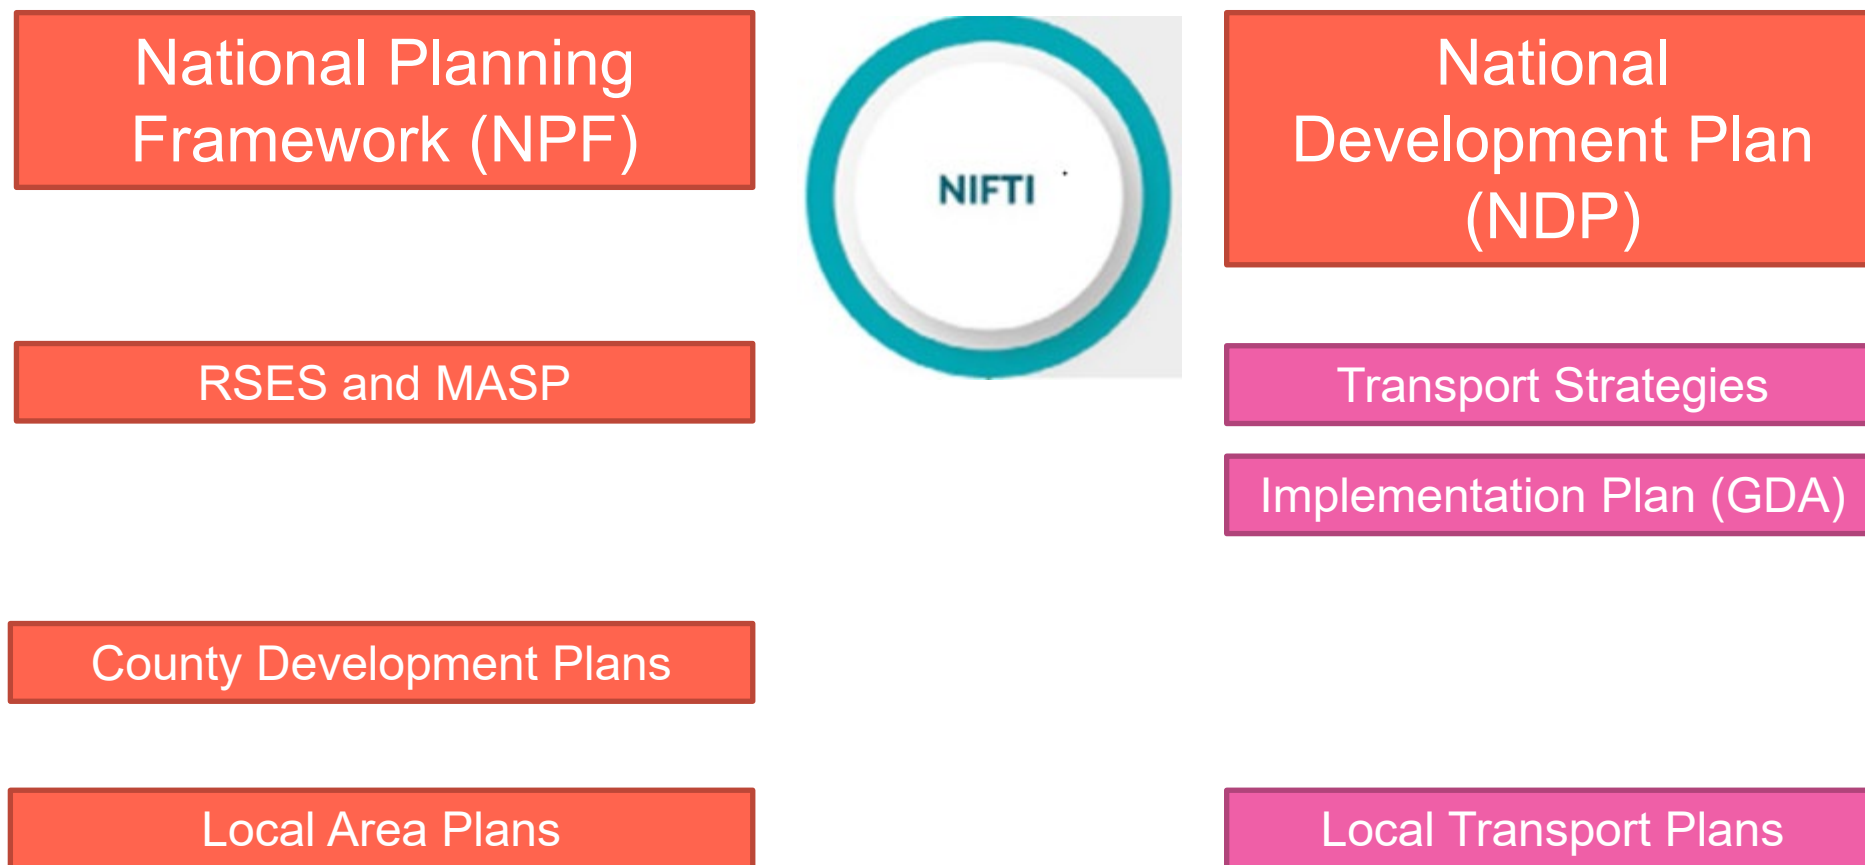 National Planning
Framework (NPF)
NIFTI
National
Development Plan
(NDP)
RSES and MASP
Transport Strategies
Implementation Plan (GDA)
County Development Plans
Local Area Plans
Local Transport Plans